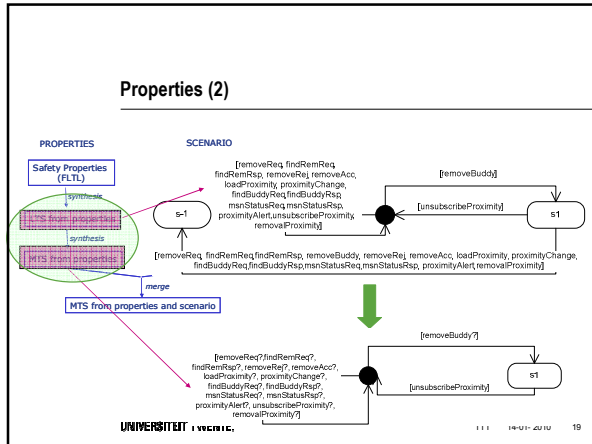 Properties (2)
PROPERTIES
SCENARIO
Safety Properties
(FLTL)
synthesis
LTS from properties
synthesis
MTS from properties
merge
MTS from properties and scenario
[removeReq, findRemReq,
findRemRsp, removeRej, removeAcc,
loadProximity, proximityChange,
findBuddyReq, findBuddyRsp,
msnStatusReq, msnStatusRsp,
proximityAlert, unsubscribeProximity,
removalProximity]
[removeBuddy]
[unsubscribeProximity]
s-1
s1
[removeReq, findRemReq, findRemRsp, removeBuddy, removeRej, removeAcc, loadProximity, proximityChange,
findBuddyReq, findBuddyRsp, msnStatusReq, msnStatusRsp, proximityAlert, removalProximity]
[removeReq?, findRemReq?,
findRemRsp?, removeRej?, removeAcc?,
loadProximity?, proximityChange?,
findBuddyReq?, findBuddyRsp?,
msnStatusReq?, msnStatusRsp?,
proximityAlert?, unsubscribeProximity?,
removalProximity?]
[removeBuddy?]
s1
[unsubscribeProximity]
UNIVERSITEIT TWENTE.
14-01-2010
19